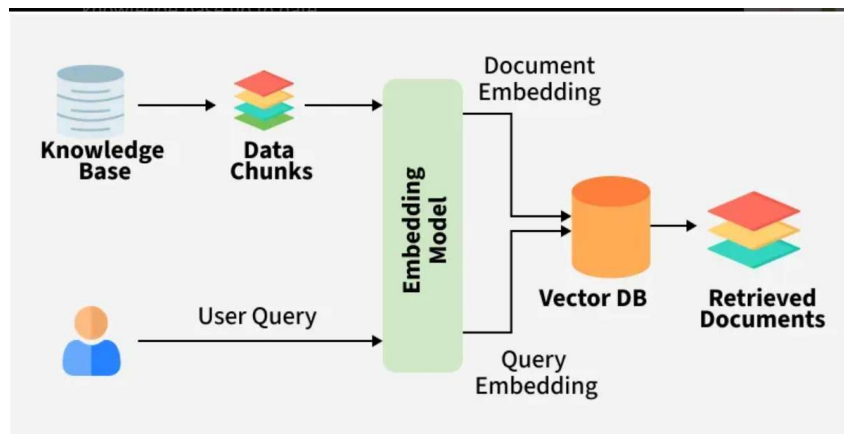 Document
Embedding
Knowledge
Base
Data
Chunks
Embedding
Model
User Query
Vector DB
Retrieved
Documents
Query
Embedding